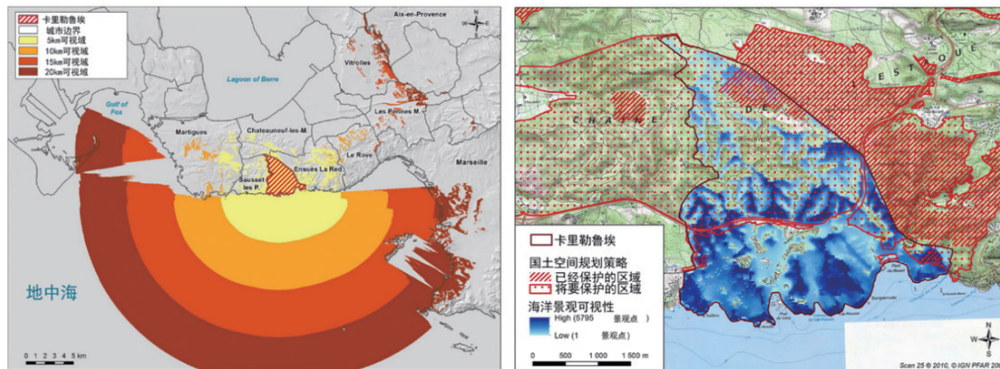 卡里勒鲁埃
城市边界
5km可视域
10km可视域
15km可视域
20km可视域
Aix-en-Provence
N
W E
S
Vitrolles
Lagoon of Berre
Gulf of
Fos
Les Pennes M.
Martigues
Chateauneuf-les-M.
Le Rove
Marseille
Sausset
les P.
Ensuès La Red.
地中海
0 1 2 3 4 5 km
ESTQUE
DE
CHAINE
卡里勒鲁埃
国土空间规划策略
已经保护的区域
将要保护的区域
海洋景观可视性
High (5795 景观点 )
Low (1 景观点 )
0 500 1 000 1 500 m
N
W E
S
Scan 25 © 2010, © IGN PFAR 200